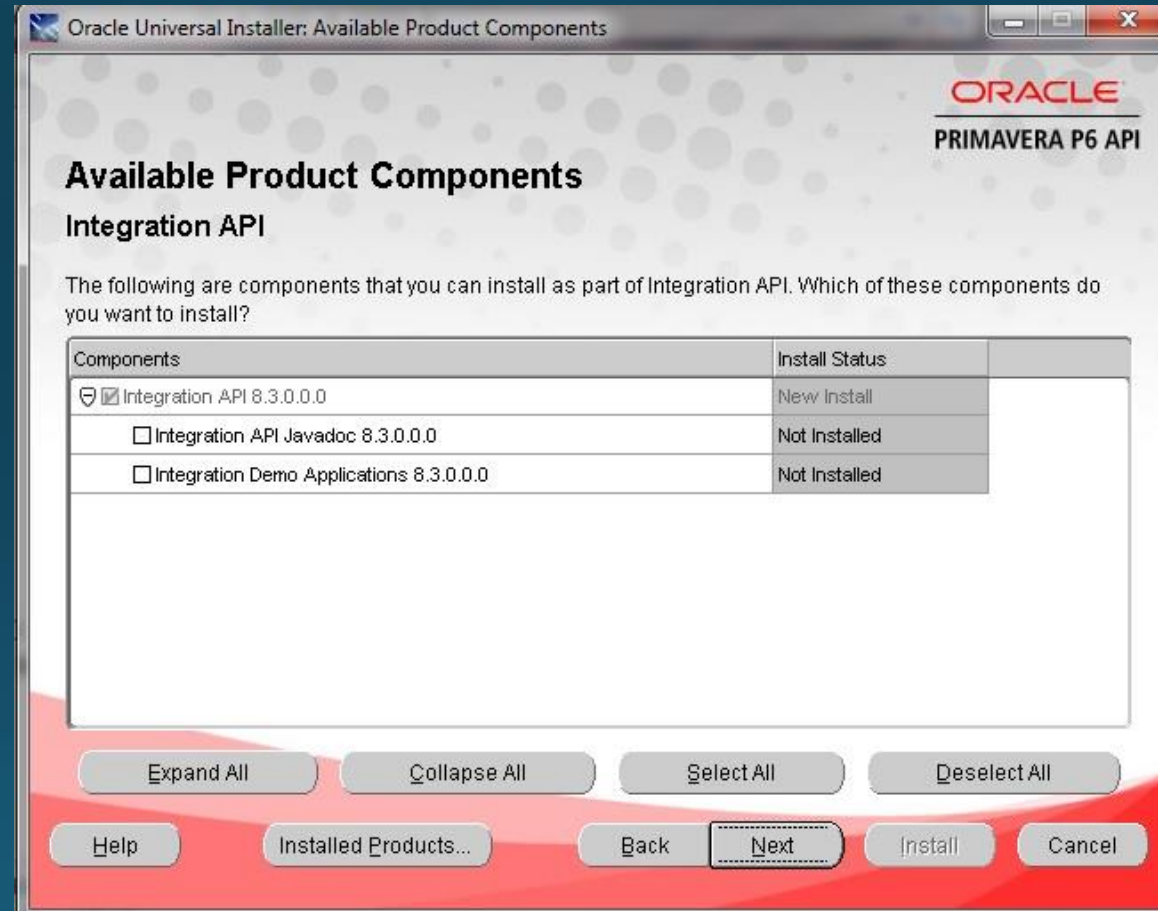 Oracle Universal Installer: Available Product Components
ORACLE
PRIMAVERA P6 API
Available Product Components
Integration API
The following are components that you can install as part of Integration API. Which of these components do
you want to install?
Components Install Status
Integration API 8.3.0.0.0 New Install
Integration API Javadoc 8.3.0.0.0 Not Installed
Integration Demo Applications 8.3.0.0.0 Not Installed
Expand All Collapse All Select All Deselect All
Help Installed Products... Back Next Install Cancel